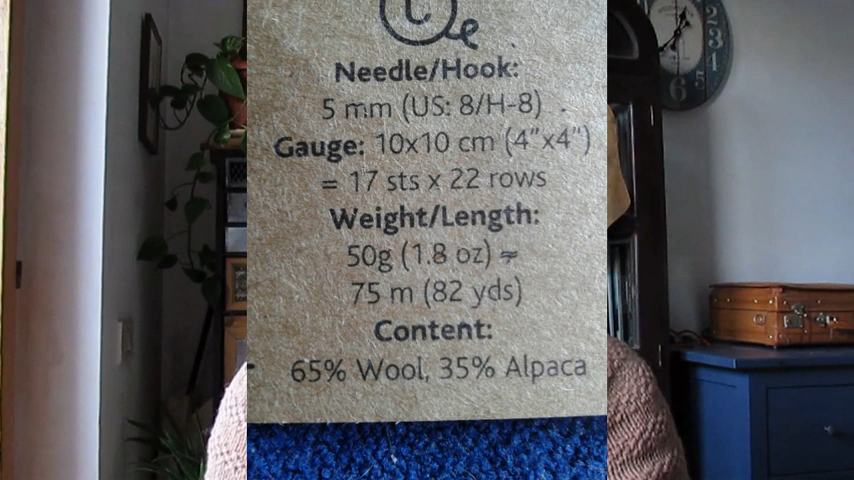 Needle/Hook:
5 mm (US: 8/H-8)
Gauge: 10x10 cm (4"x4")
= 17 sts x 22 rows
Weight/Length:
50g (1.8 oz) ≈
75 m (82 yds)
Content:
65% Wool, 35% Alpaca